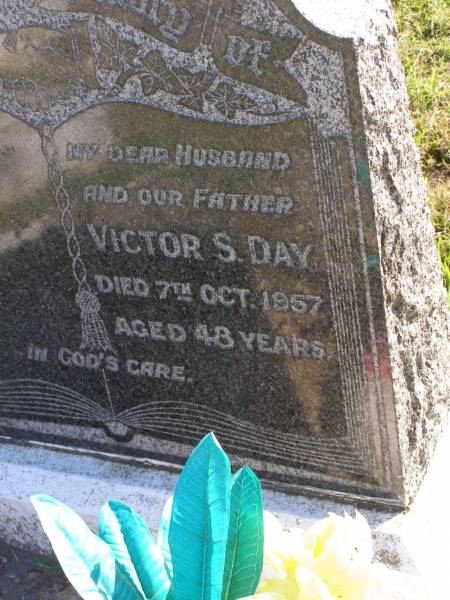 of
MY DEAR HUSBAND
AND OUR FATHER
VICTOR S. DAY
DIED 7TH OCT. 1957
AGED 48 YEARS.
IN GOD'S CARE.